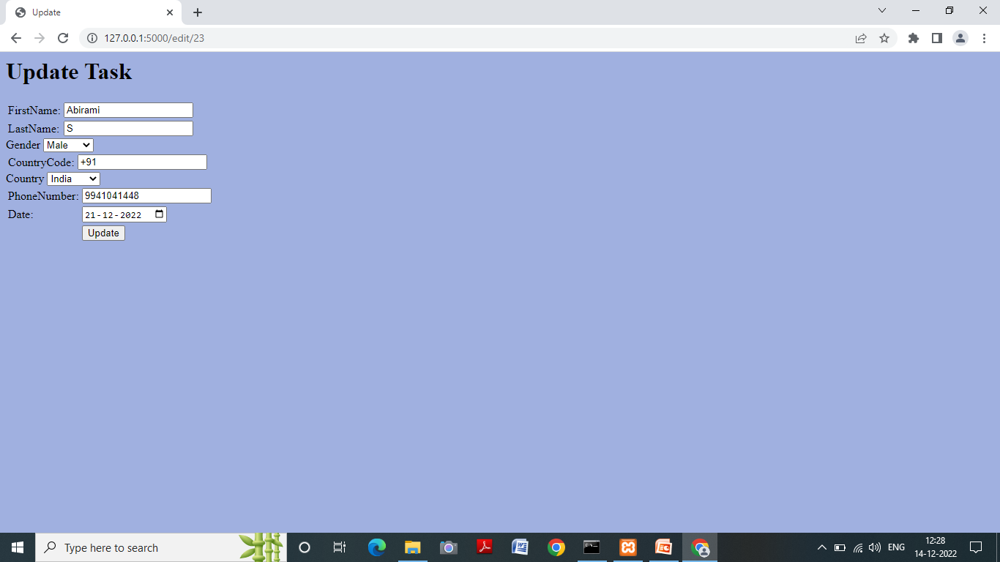 Update
127.0.0.1:5000/edit/23
Update Task
FirstName: Abirami
LastName: S
Gender Male
CountryCode: +91
Country India
PhoneNumber: 9941041448
Date: 21-12-2022
Update
Type here to search
ENG
12:28
14-12-2022